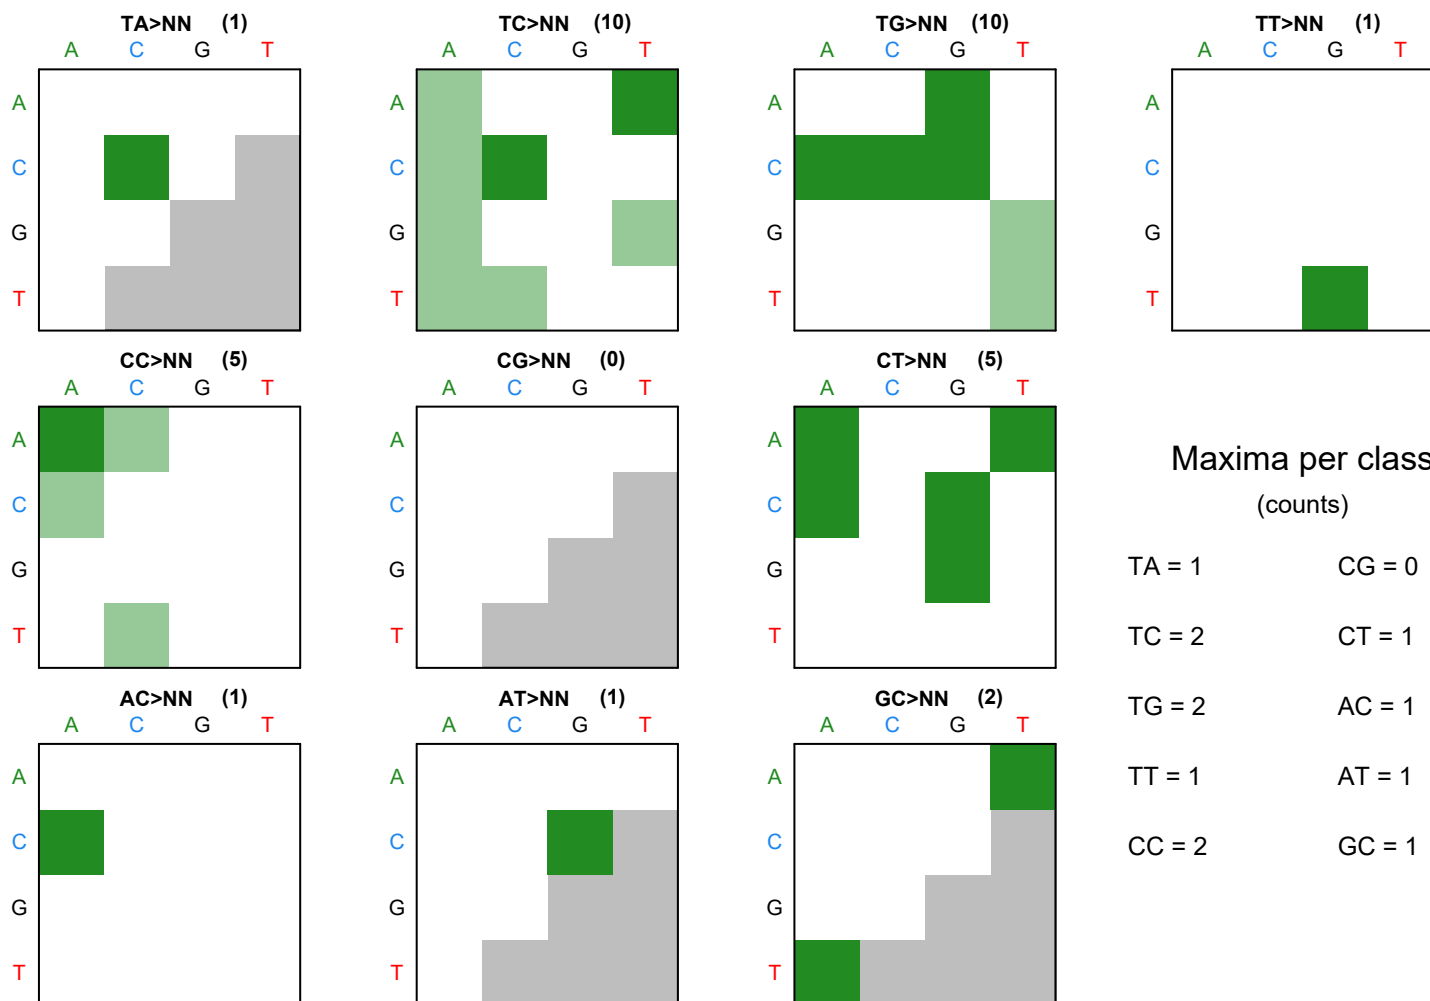 TA>NN (1) TC>NN (10) TG>NN (10) TT>NN (1)
A C G T A C G T A C G T A C G T
A A A A
C C C C
G G G G
T T T T
CC>NN (5) CG>NN (0) CT>NN (5)
A C G T A C G T A C G T
A A A
C C C
G G G
T T T
Maxima per class
(counts)
TA = 1 CG = 0
TC = 2 CT = 1
TG = 2 AC = 1
TT = 1 AT = 1
CC = 2 GC = 1
AC>NN (1) AT>NN (1) GC>NN (2)
A C G T A C G T A C G T
A A A
C C C
G G G
T T T